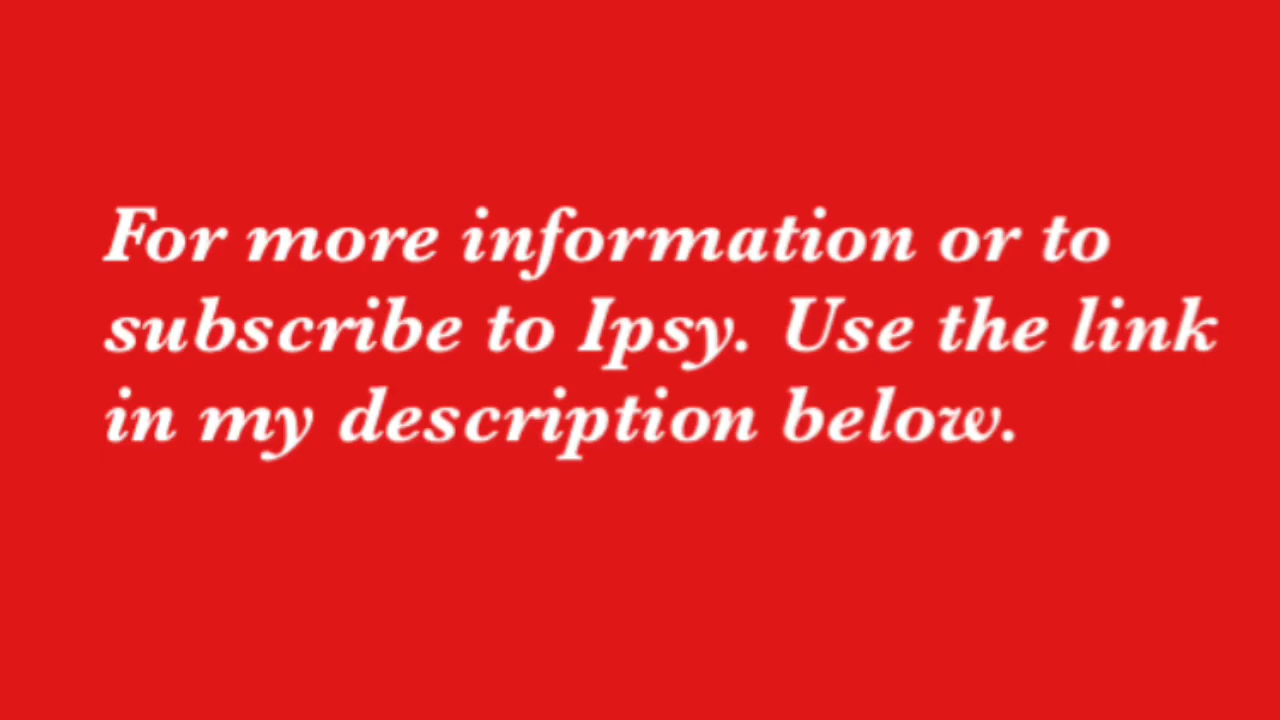 For more information or to
subscribe to Ipsy. Use the link
in my description below.